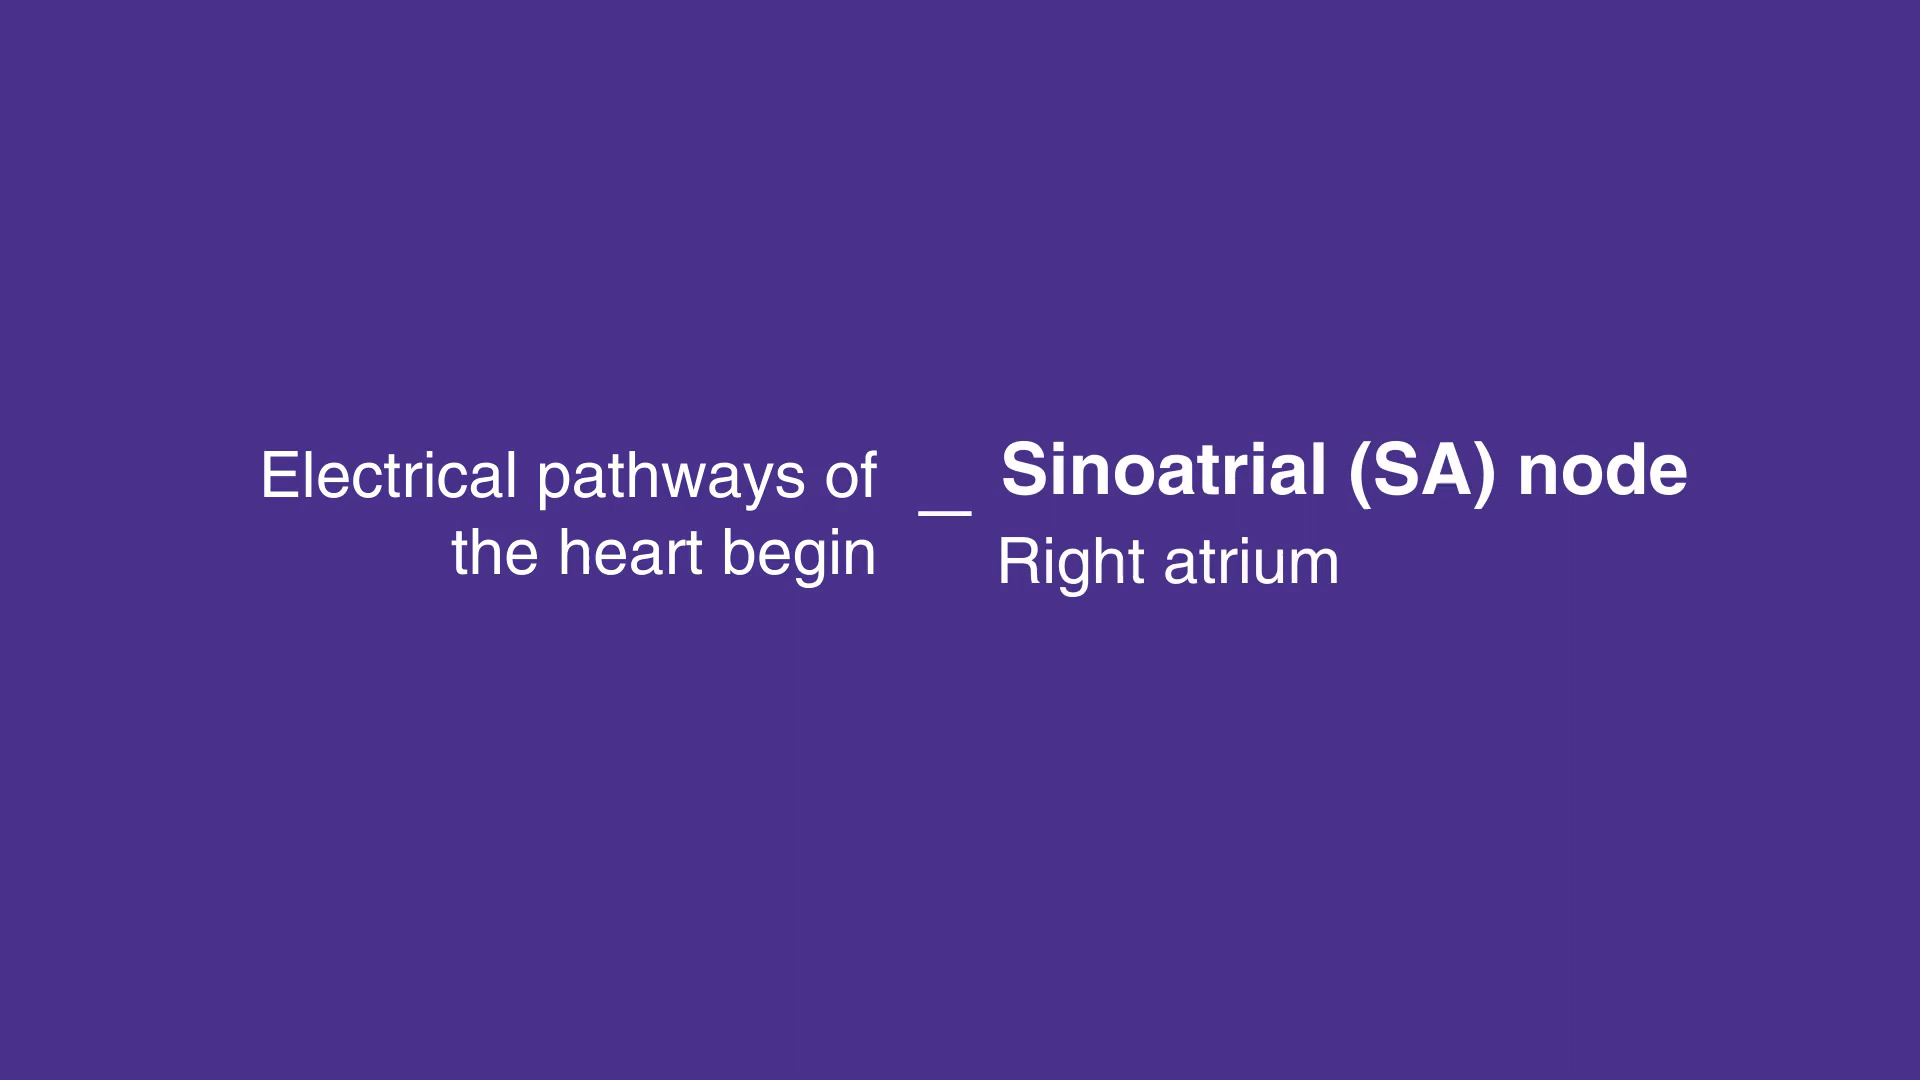 Electrical pathways of
the heart begin
–
Sinoatrial (SA) node
Right atrium